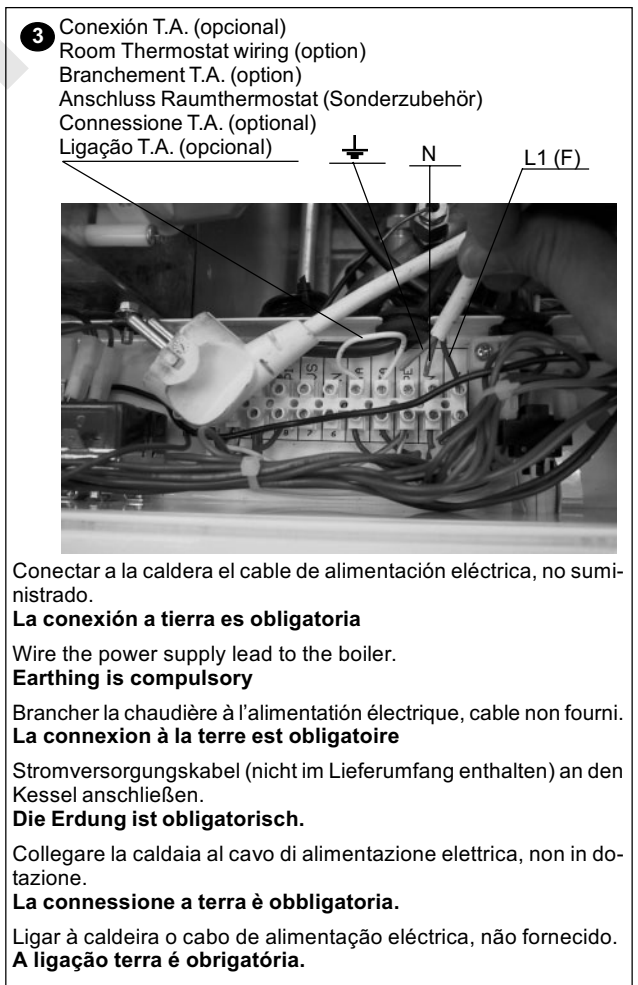 3
Conexión T.A. (opcional)
Room Thermostat wiring (option)
Branchement T.A. (option)
Anschluss Raumthermostat (Sonderzubehör)
Connessione T.A. (optional)
Ligação T.A. (opcional)
N
L1 (F)
Conectar a la caldera el cable de alimentación eléctrica, no sumi-
nistrado.
La conexión a tierra es obligatoria
Wire the power supply lead to the boiler.
Earthing is compulsory
Brancher la chaudière à l’alimentatión électrique, cable non fourni.
La connexion à la terre est obligatoire
Stromversorgungskabel (nicht im Lieferumfang enthalten) an den
Kessel anschließen.
Die Erdung ist obligatorisch.
Collegare la caldaia al cavo di alimentazione elettrica, non in do-
tazione.
La connessione a terra è obbligatoria.
Ligar à caldeira o cabo de alimentação eléctrica, não fornecido.
A ligação terra é obrigatória.